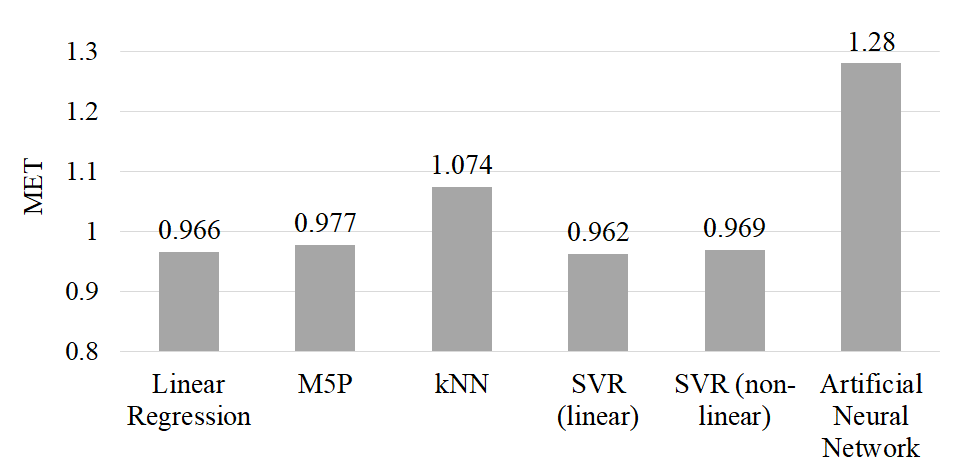 1.3
1.2
1.1
1
0.9
0.8
MET
0.966
0.977
1.074
0.962
0.969
1.28
Linear
Regression
M5P
kNN
SVR
(linear)
SVR (non-
linear)
Artificial
Neural
Network